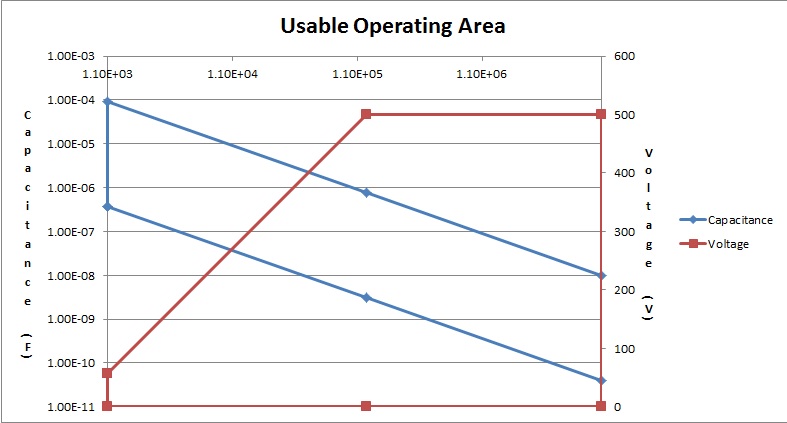 Usable Operating Area
1.00E-03
1.00E-04
1.00E-05
1.00E-06
1.00E-07
1.00E-08
1.00E-09
1.00E-10
1.00E-11
1.10E+03
1.10E+04
1.10E+05
1.10E+06
600
500
400
300
200
100
0
Capacitance (F)
Voltage (V)
Capacitance
Voltage